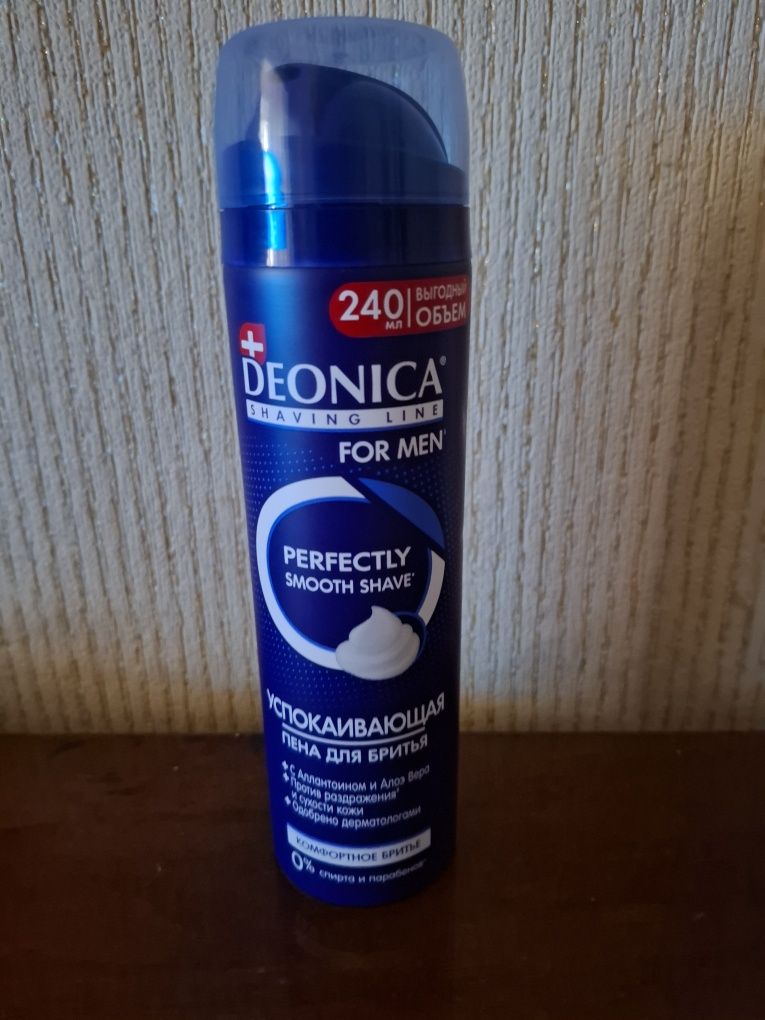 240 МЛ
ВЫГОДНЫЙ
ОБЪЕМ
DEONICA®
SHAVING LINE
FOR MEN*
PERFECTLY
SMOOTH SHAVE*
УСПОКАИВАЮЩАЯ
ПЕНА ДЛЯ БРИТЬЯ
+ С Аллантоином и Алоэ Вера
+ Против раздражения*
и сухости кожи
+ Одобрено дерматологами
КОМФОРТНОЕ БРИТЬЕ
0% спирта и парабенов*